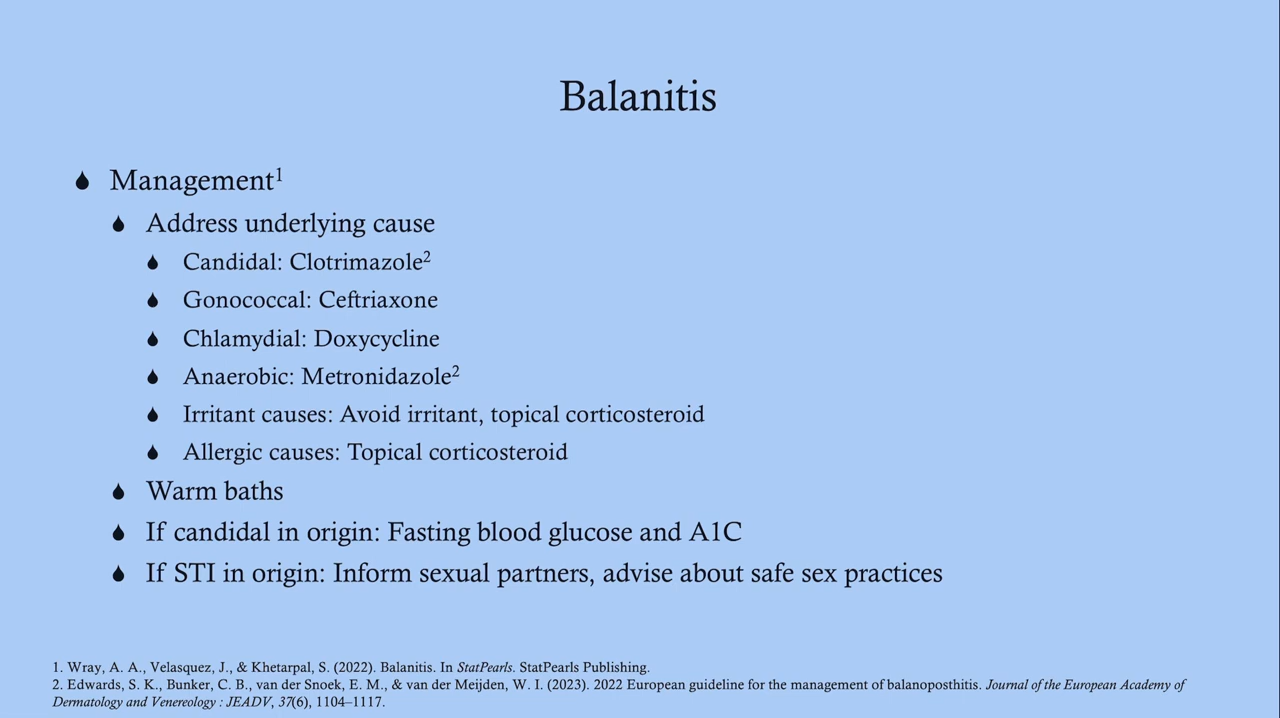 Balanitis
Management¹
Address underlying cause
Candidal: Clotrimazole²
Gonococcal: Ceftriaxone
Chlamydial: Doxycycline
Anaerobic: Metronidazole²
Irritant causes: Avoid irritant, topical corticosteroid
Allergic causes: Topical corticosteroid
Warm baths
If candidal in origin: Fasting blood glucose and A1C
If STI in origin: Inform sexual partners, advise about safe sex practices
1. Wray, A. A., Velasquez, J., & Khetarpal, S. (2022). Balanitis. In StatPearls. StatPearls Publishing.
2. Edwards, S. K., Bunker, C. B., van der Snoek, E. M., & van der Meijden, W. I. (2023). 2022 European guideline for the management of balanoposthitis. Journal of the European Academy of
Dermatology and Venereology : JEADV, 37(6), 1104–1117.